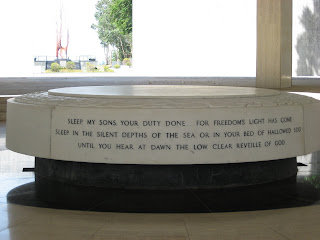 SLEEP MY SONS, YOUR DUTY DONE . . FOR FREEDOM'S LIGHT HAS COME
SLEEP IN THE SILENT DEPTHS OF THE SEA OR IN YOUR BED OF HALLOWED SOD
UNTIL YOU HEAR AT DAWN THE LOW CLEAR REVEILLE OF GOD